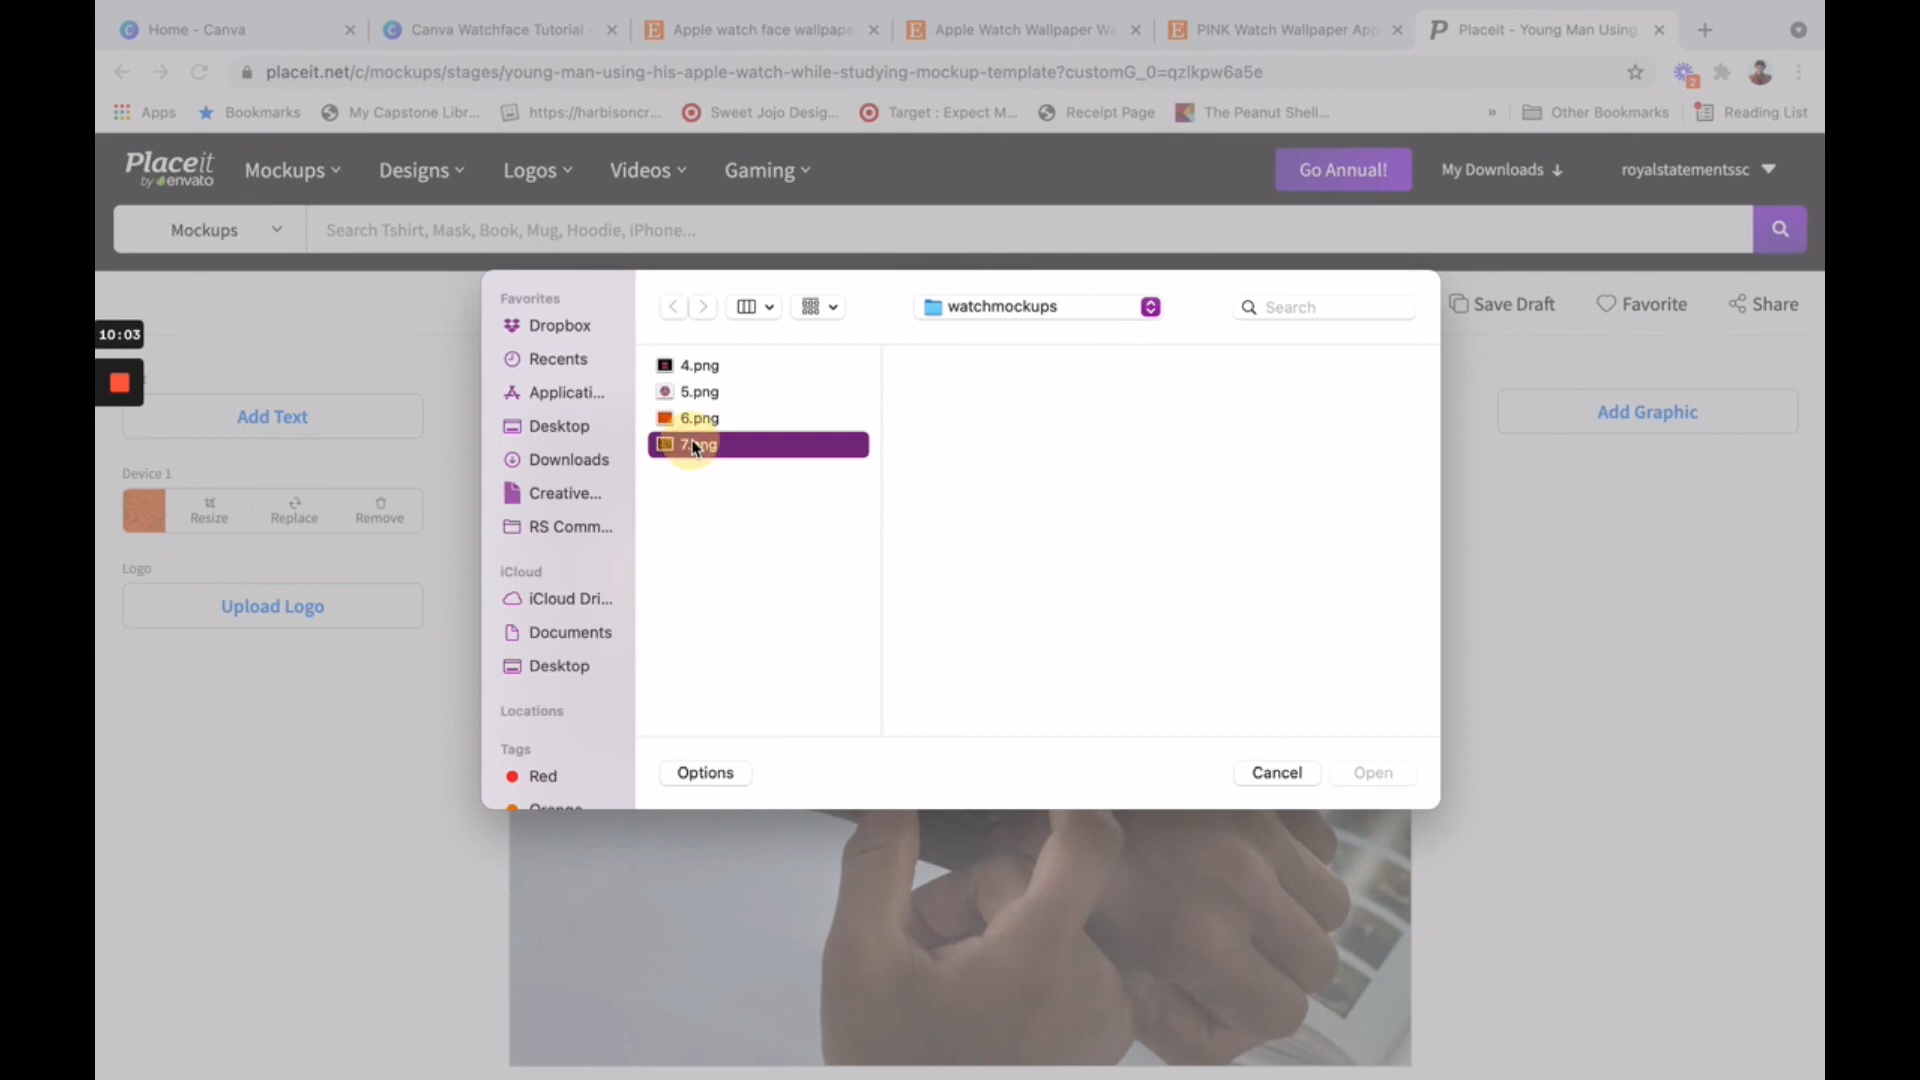 Home - Canva
Canva Watchface Tutorial -
Apple watch face wallpape
Apple Watch Wallpaper Wa
PINK Watch Wallpaper App
Placeit - Young Man Using
placeit.net/c/mockups/stages/young-man-using-his-apple-watch-while-studying-mockup-template?customG_0=qzlkpw6a5e
2
Apps
Bookmarks
My Capstone Libr...
https://harbisoncr...
Sweet Jojo Desig...
Target : Expect M...
Receipt Page
The Peanut Shell...
»
Other Bookmarks
Reading List
Placeit
by envato
Mockups
Designs
Logos
Videos
Gaming
Go Annual!
My Downloads
royalstatementssc
Mockups
Search Tshirt, Mask, Book, Mug, Hoodie, iPhone...
Save Draft
Favorite
Share
10:03
Add Text
Device 1
Resize
Replace
Remove
Logo
Upload Logo
Add Graphic
Favorites
Dropbox
Recents
Applicati...
Desktop
Downloads
Creative...
RS Comm...
iCloud
iCloud Dri...
Documents
Desktop
Locations
Tags
Red
Orange
watchmockups
Search
4.png
5.png
6.png
7.png
Options
Cancel
Open